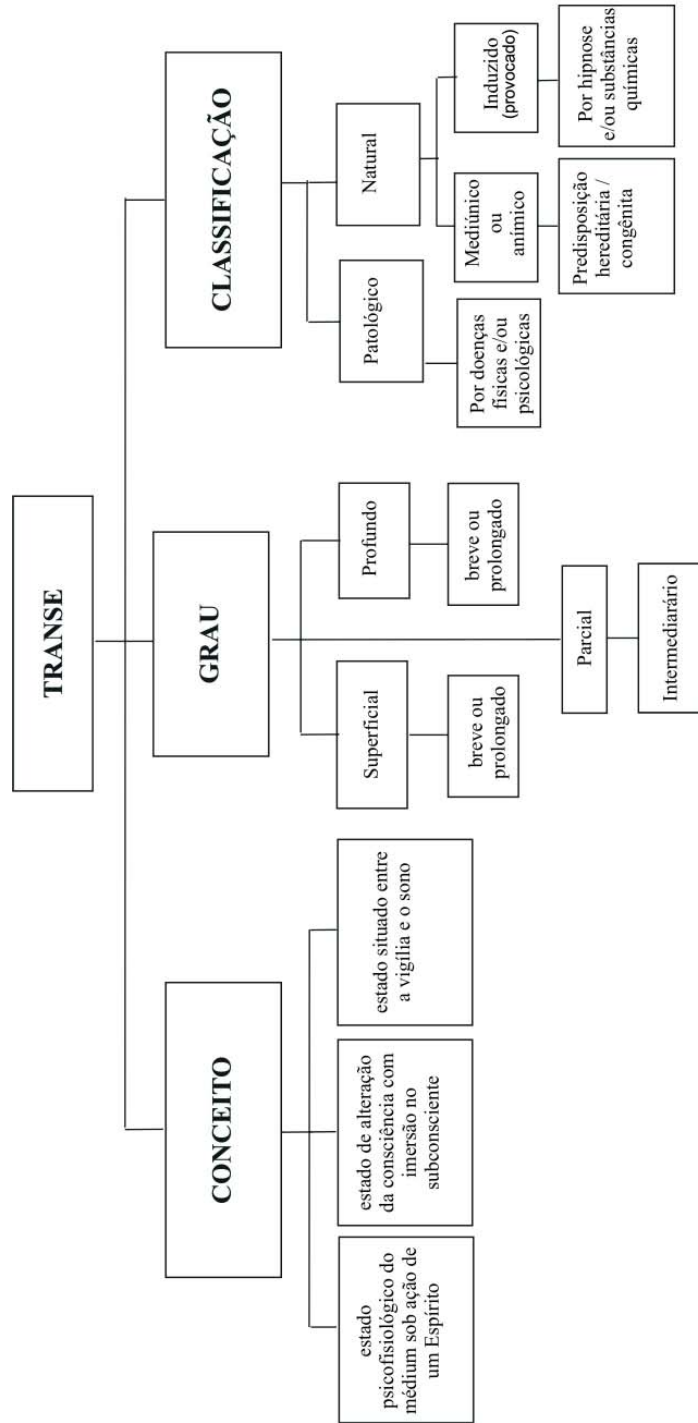 TRANSE
CONCEITO
estado
psicofisiológico do
médium sob ação de
um Espírito
estado de alteração
da consciência com
imersão no
subconsciente
estado situado entre
a vigília e o sono
GRAU
Superficial
breve ou
prolongado
Parcial
Intermediarário
Profundo
breve ou
prolongado
CLASSIFICAÇÃO
Patológico
Por doenças
físicas e/ou
psicológicas
Natural
Mediúnico
ou
anímico
Predisposição
hereditária /
congênita
Induzido
(provocado)
Por hipnose
e/ou substâncias
químicas